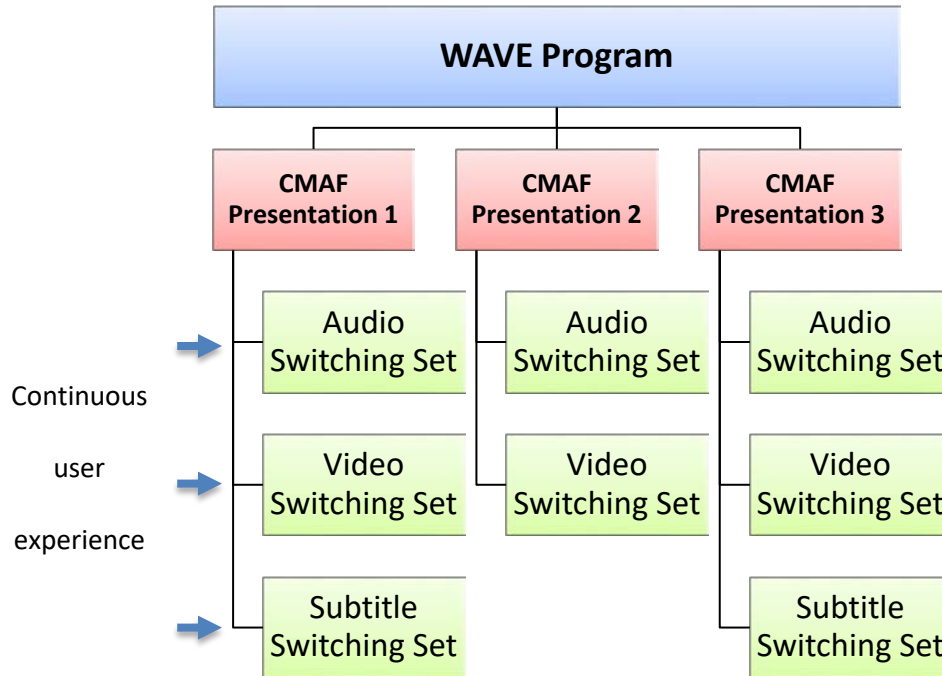 WAVE Program
CMAF
Presentation 1
CMAF
Presentation 2
CMAF
Presentation 3
Audio
Switching Set
Audio
Switching Set
Audio
Switching Set
Continuous
user
experience
Video
Switching Set
Video
Switching Set
Video
Switching Set
Subtitle
Switching Set
Subtitle
Switching Set